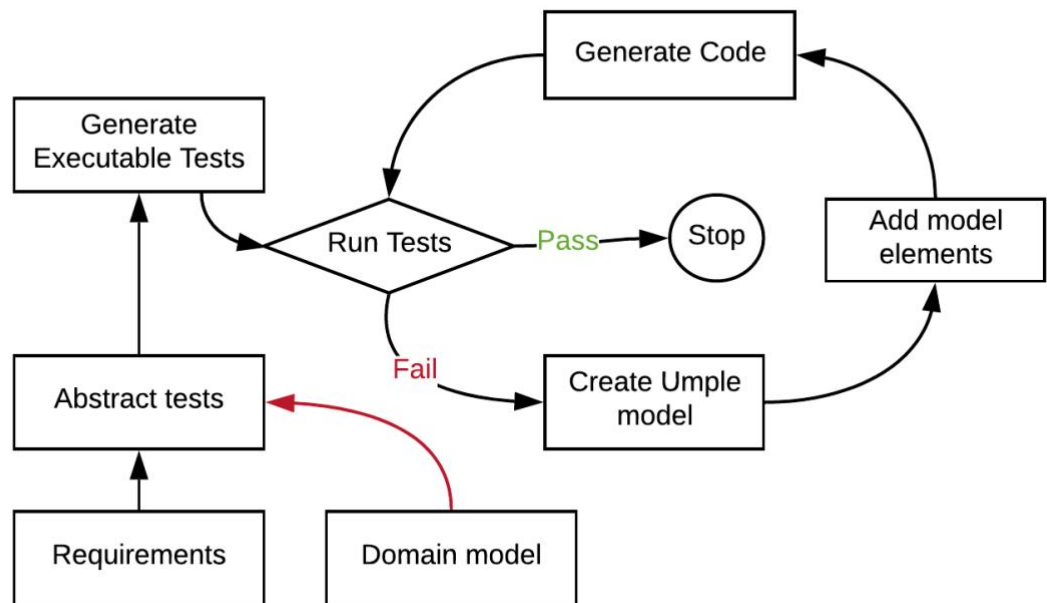 Generate Code
Generate
Executable Tests
Run Tests
Pass
Stop
Add model
elements
Fail
Create Umple
model
Abstract tests
Requirements
Domain model